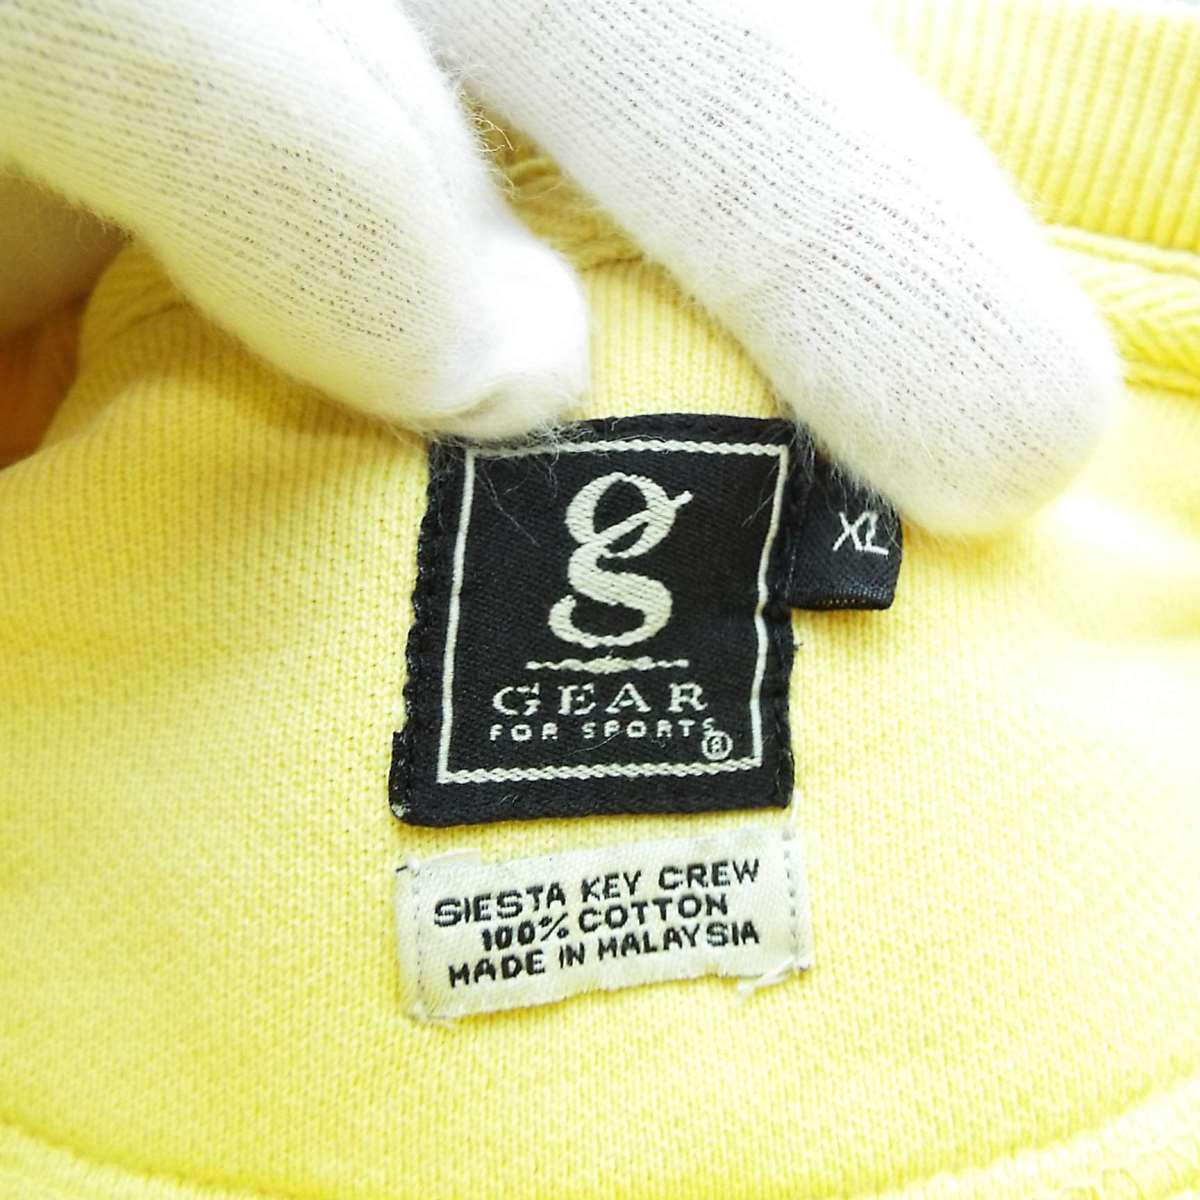 g
XL
GEAR
FOR SPORTS®
SIESTA KEY CREW
100% COTTON
MADE IN MALAYSIA